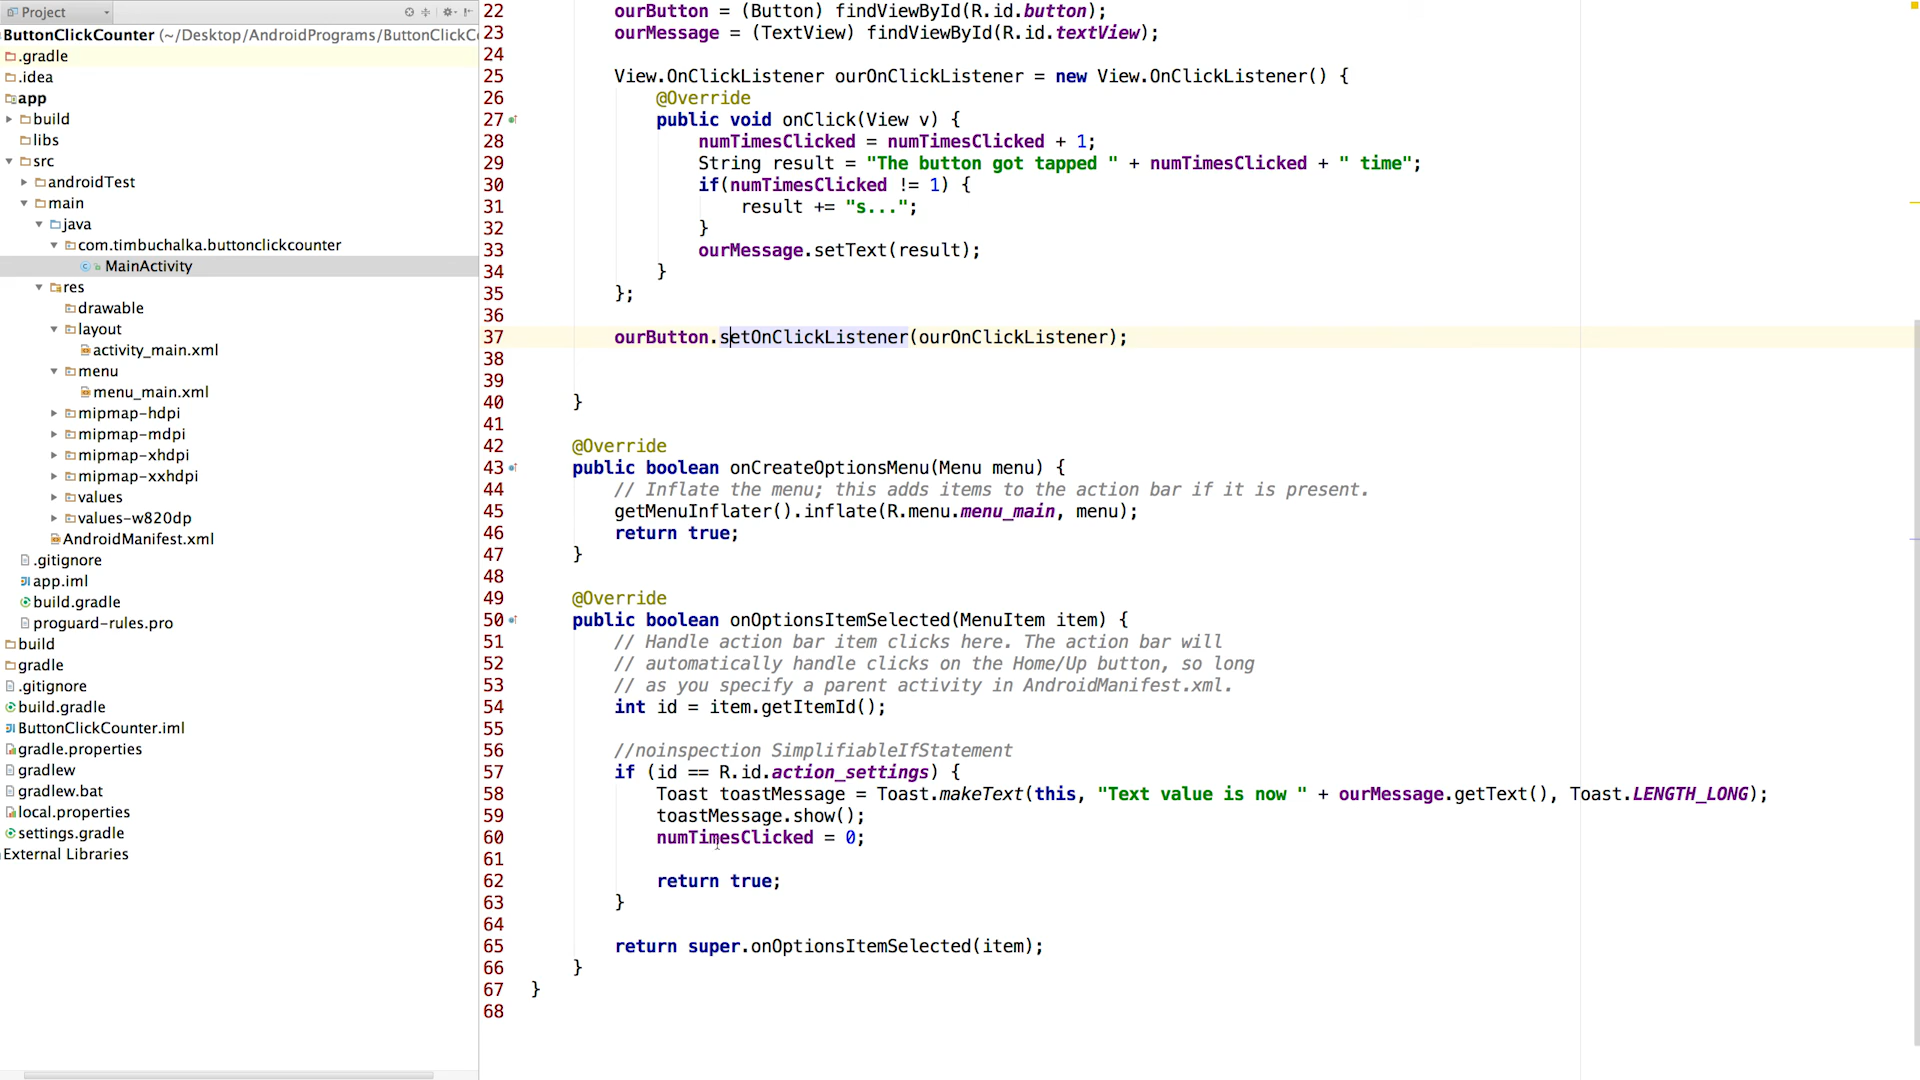 Project
ButtonClickCounter (~/Desktop/AndroidPrograms/ButtonClickC
.gradle
.idea
app
build
libs
src
androidTest
main
java
com.timbuchalka.buttonclickcounter
MainActivity
res
drawable
layout
activity_main.xml
menu
menu_main.xml
mipmap-hdpi
mipmap-mdpi
mipmap-xhdpi
mipmap-xxhdpi
values
values-w820dp
AndroidManifest.xml
.gitignore
app.iml
build.gradle
proguard-rules.pro
build
gradle
.gitignore
build.gradle
ButtonClickCounter.iml
gradle.properties
gradlew
gradlew.bat
local.properties
settings.gradle
External Libraries
22 ourButton = (Button) findViewById(R.id.button);
23 ourMessage = (TextView) findViewById(R.id.textView);
24
25 View.OnClickListener ourOnClickListener = new View.OnClickListener() {
26 @Override
27 public void onClick(View v) {
28 numTimesClicked = numTimesClicked + 1;
29 String result = "The button got tapped " + numTimesClicked + " time";
30 if(numTimesClicked != 1) {
31 result += "s...";
32 }
33 ourMessage.setText(result);
34 }
35 };
36
37 ourButton.setOnClickListener(ourOnClickListener);
38
39
40 }
41
42 @Override
43 public boolean onCreateOptionsMenu(Menu menu) {
44 // Inflate the menu; this adds items to the action bar if it is present.
45 getMenuInflater().inflate(R.menu.menu_main, menu);
46 return true;
47 }
48
49 @Override
50 public boolean onOptionsItemSelected(MenuItem item) {
51 // Handle action bar item clicks here. The action bar will
52 // automatically handle clicks on the Home/Up button, so long
53 // as you specify a parent activity in AndroidManifest.xml.
54 int id = item.getItemId();
55
56 //noinspection SimplifiableIfStatement
57 if (id == R.id.action_settings) {
58 Toast toastMessage = Toast.makeText(this, "Text value is now " + ourMessage.getText(), Toast.LENGTH_LONG);
59 toastMessage.show();
60 numTimesClicked = 0;
61
62 return true;
63 }
64
65 return super.onOptionsItemSelected(item);
66 }
67 }
68